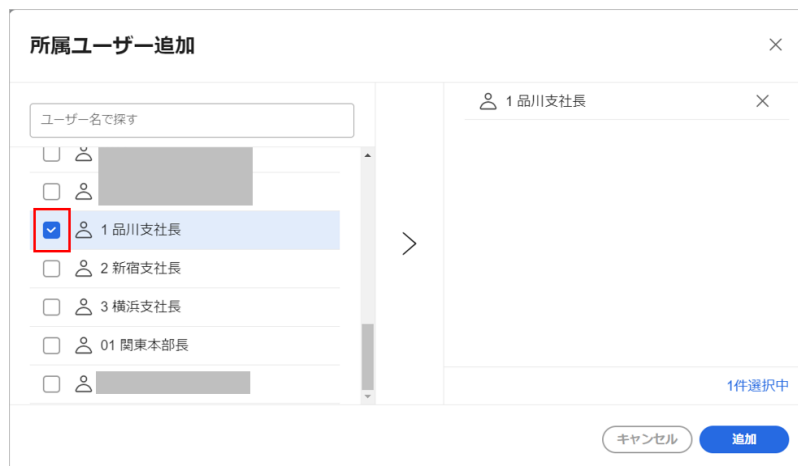 所属ユーザー追加
ユーザー名で探す
1 品川支社長
2 新宿支社長
3 横浜支社長
01 関東本部長
1 品川支社長
1件選択中
キャンセル
追加